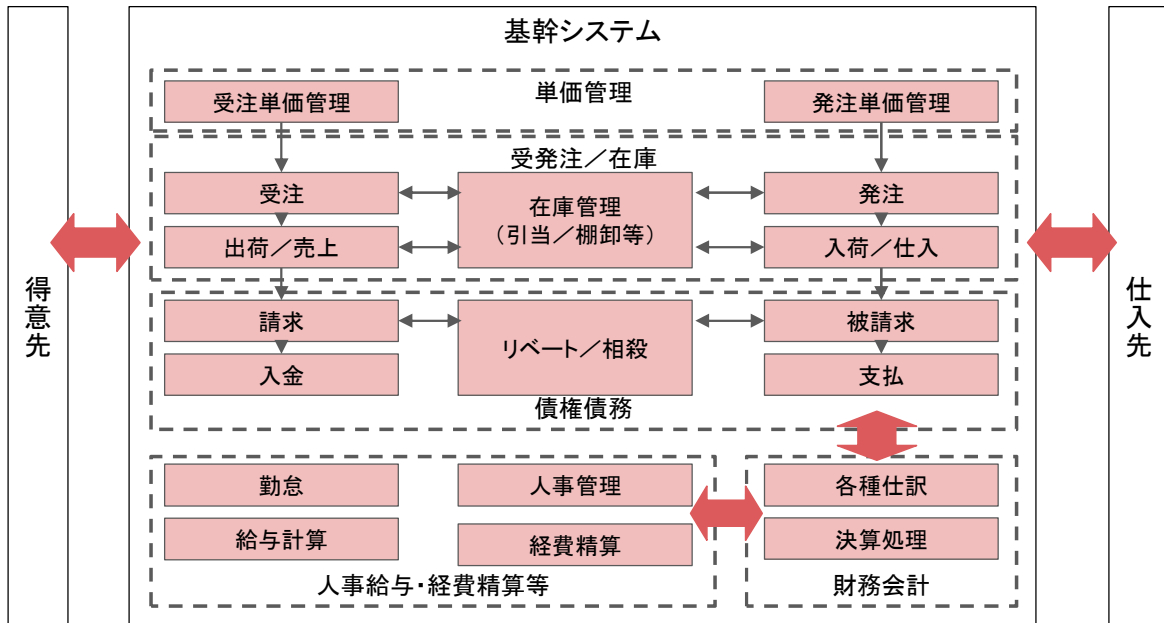 基幹システム
単価管理
受注単価管理
発注単価管理
受発注／在庫
受注
在庫管理
（引当／棚卸等）
発注
出荷／売上
入荷／仕入
得意先
仕入先
請求
リベート／相殺
被請求
入金
支払
債権債務
勤怠
人事管理
各種仕訳
給与計算
経費精算
決算処理
人事給与・経費精算等
財務会計